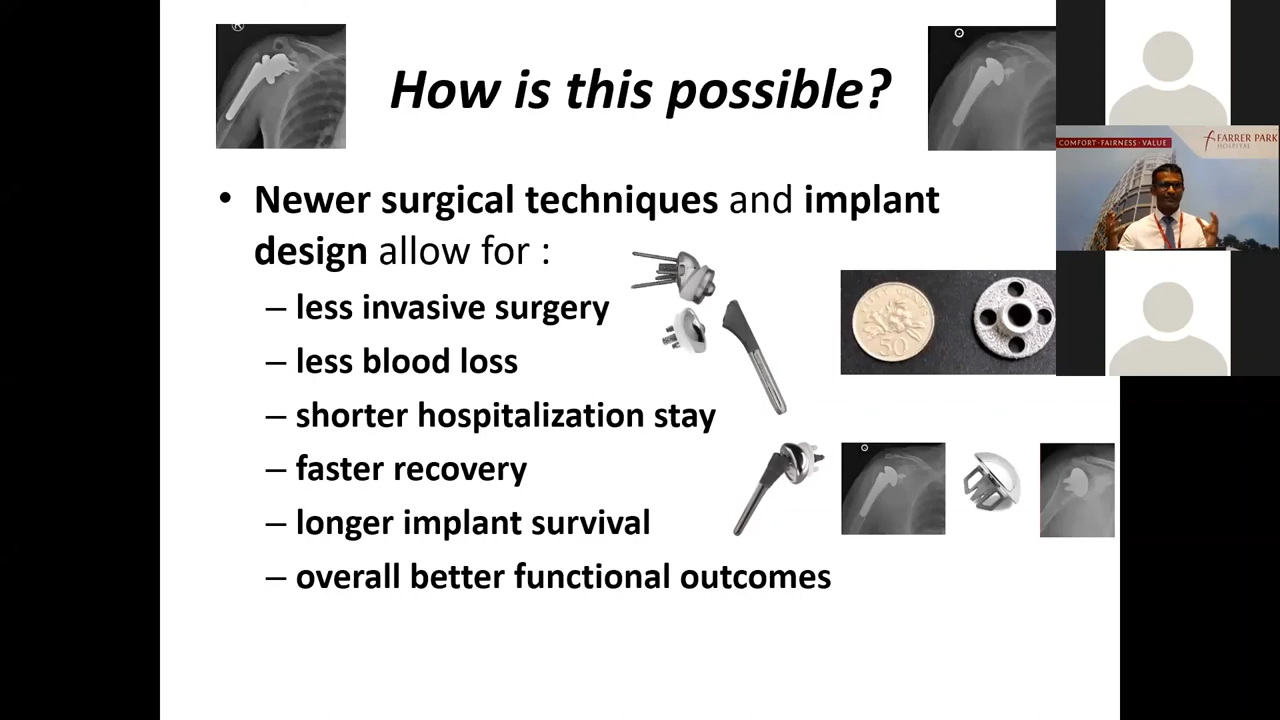 How is this possible?
COMFORT · FAIRNESS · VALUE
FARRER PARK
HOSPITAL
• Newer surgical techniques and implant
design allow for :
– less invasive surgery
– less blood loss
– shorter hospitalization stay
– faster recovery
– longer implant survival
– overall better functional outcomes
50